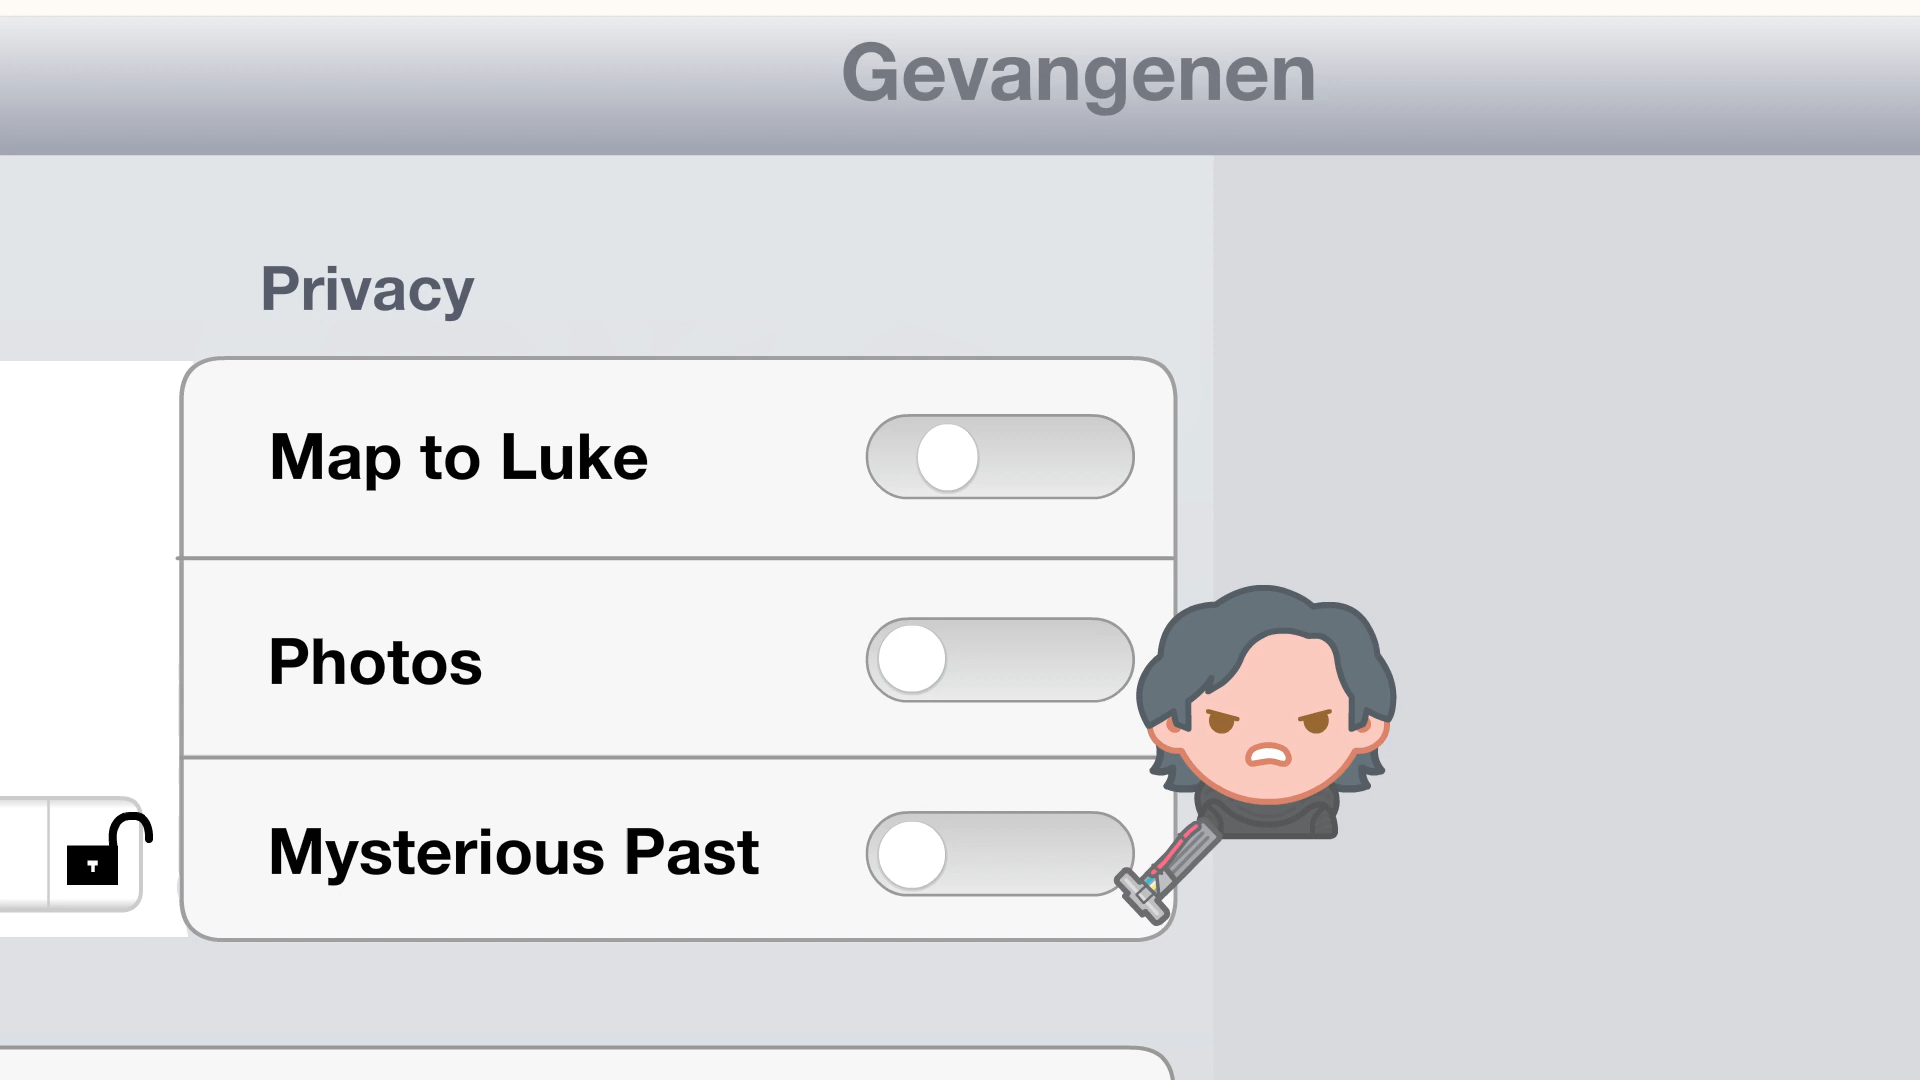 Gevangenen
Privacy
Map to Luke
Photos
Mysterious Past